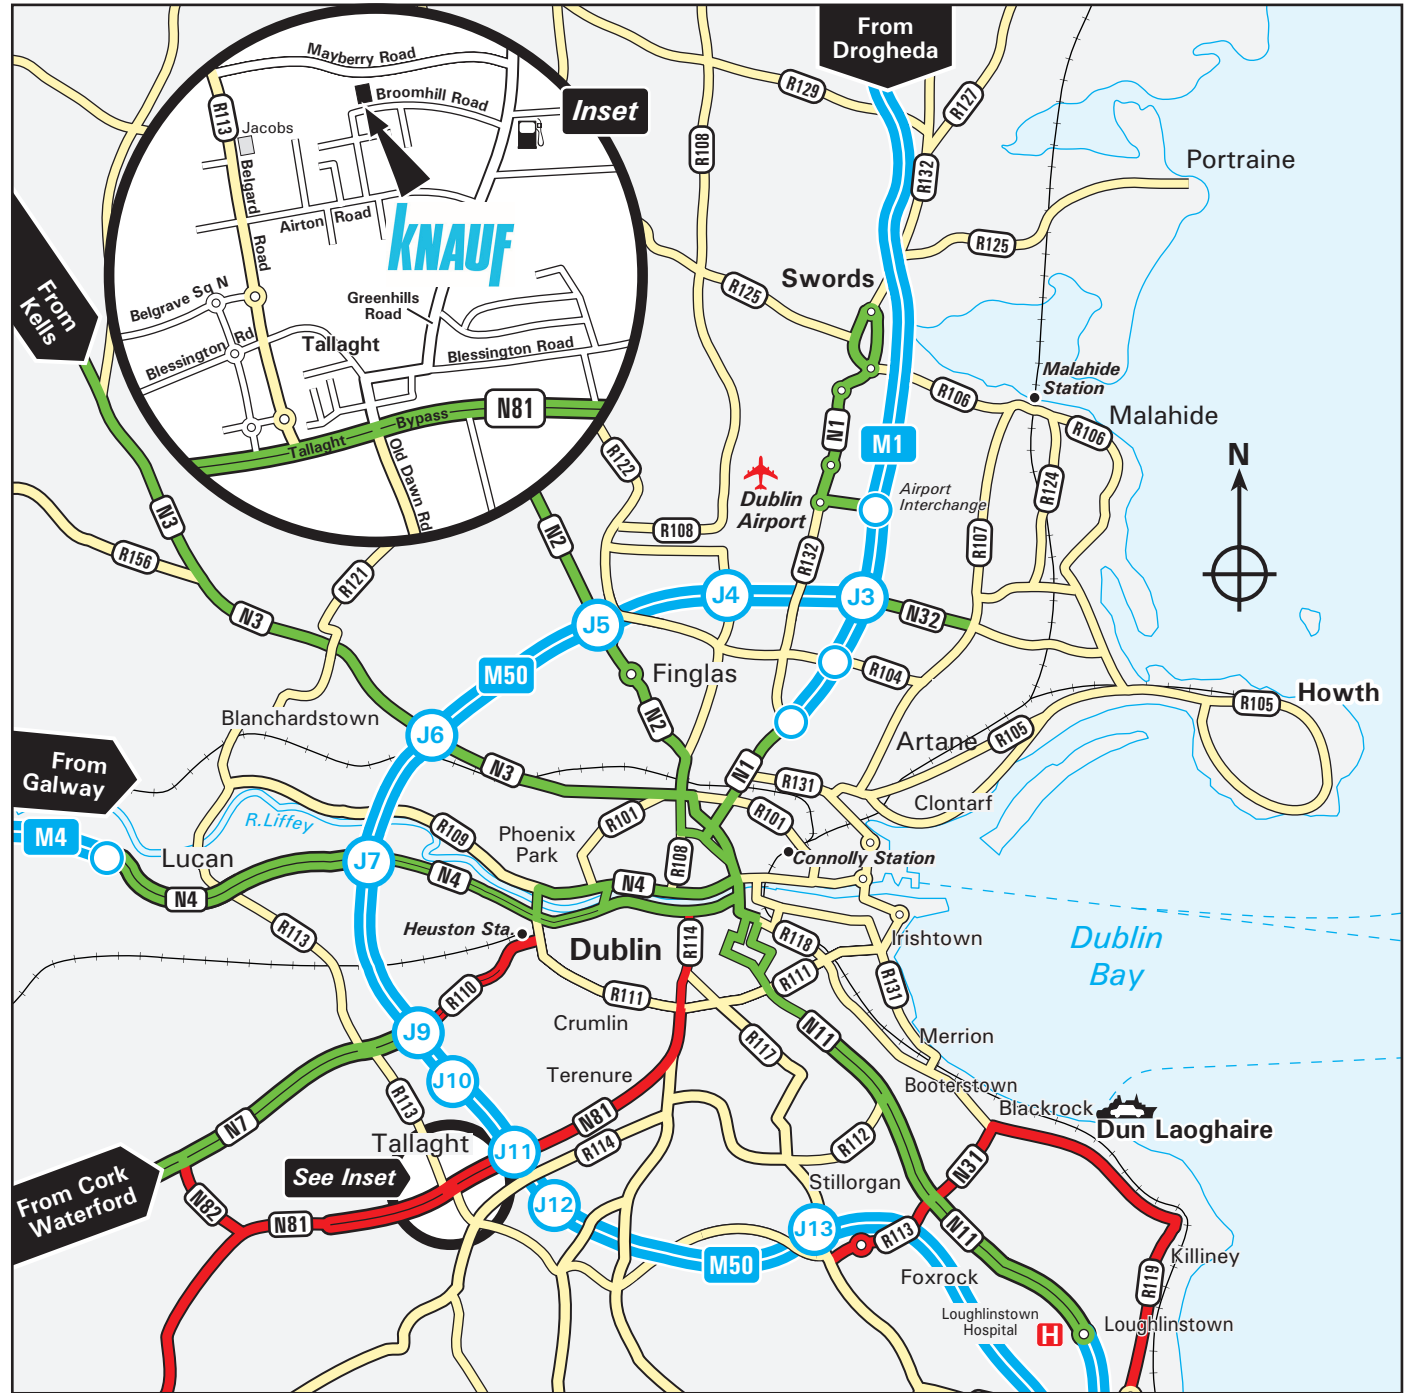 From
Drogheda
Mayberry Road
Broomhill Road
Inset
R113
Jacobs
Belgard
Road
Airton Road
KNAUF
Greenhills
Road
Belgrave Sq N
Blessington Rd
Tallaght
Blessington Road
N81
Tallaght Bypass
Old Dawn Rd
From
Kells
R129
R127
R108
R132
Portraine
R125
Swords
R125
Malahide
Station
R106
Malahide
R106
N1
M1
R122
R124
N
Dublin
Airport
Airport
Interchange
N3
N2
R108
R107
R156
R132
R121
J4
J3
N32
N3
J5
M50
Finglas
R104
Howth
R105
Blanchardstown
N2
J6
Artane
R105
From
Galway
N3
N1
R131
Clontarf
M4
R.Liffey
R109
Phoenix
Park
R101
R101
Lucan
J7
R108
Connolly Station
N4
N4
N4
R113
Heuston Sta.
Dublin
R114
R118
Irishtown
Dublin
Bay
R110
R111
R111
R131
Crumlin
J9
N11
Merrion
R117
J10
Terenure
Booterstown
R113
Blackrock
N7
N81
Dun Laoghaire
Tallaght
J11
R114
R112
See Inset
N31
From Cork
Waterford
N82
Stillorgan
J12
N81
J13
R113
N11
M50
Killiney
Foxrock
R119
Loughlinstown
Hospital
H
Loughlinstown